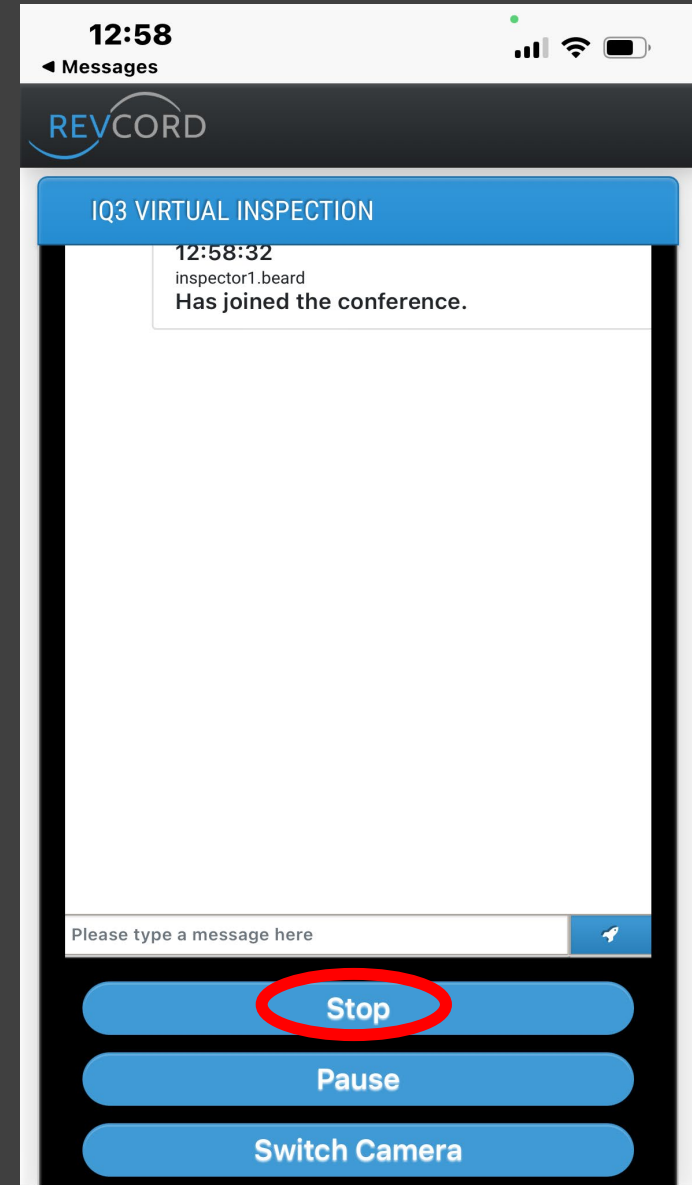 12:58
◀ Messages
REVCORD
IQ3 VIRTUAL INSPECTION
12:58:32
inspector1.beard
Has joined the conference.
Please type a message here
Stop
Pause
Switch Camera